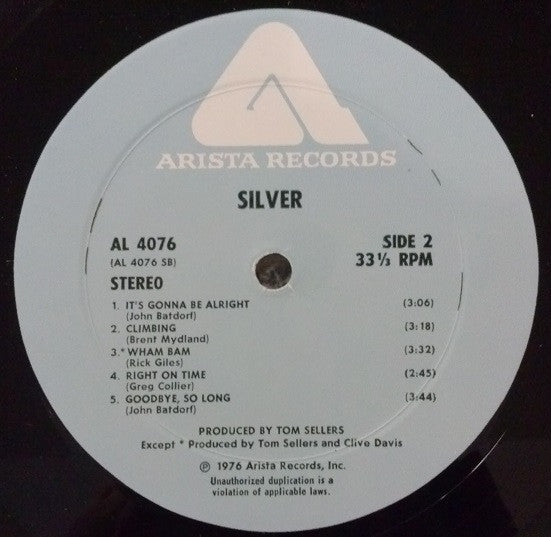 ARISTA RECORDS
SILVER
AL 4076 SIDE 2
(AL 4076 SB) 33 1/3 RPM
STEREO
1. IT'S GONNA BE ALRIGHT (3:06)
(John Batdorf)
2. CLIMBING (3:18)
(Brent Mydland)
3.* WHAM BAM (3:32)
(Rick Giles)
4. RIGHT ON TIME (2:45)
(Greg Collier)
5. GOODBYE, SO LONG (3:44)
(John Batdorf)
PRODUCED BY TOM SELLERS
Except * Produced by Tom Sellers and Clive Davis
℗ 1976 Arista Records, Inc.
Unauthorized duplication is a
violation of applicable laws.